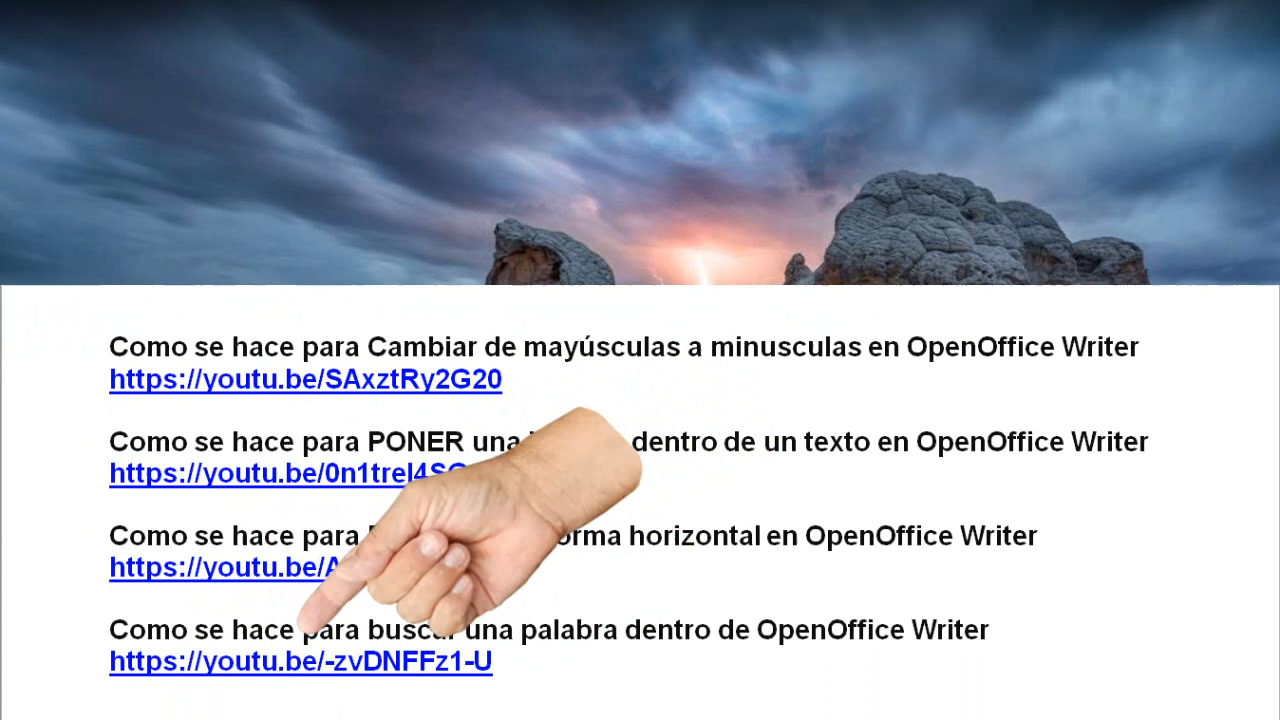 Como se hace para Cambiar de mayúsculas a minusculas en OpenOffice Writer
https://youtu.be/SAxztRy2G20
Como se hace para PONER una dentro de un texto en OpenOffice Writer
https://youtu.be/0n1treI4S
Como se hace para horizontal en OpenOffice Writer
https://youtu.be/
Como se hace para buscar una palabra dentro de OpenOffice Writer
https://youtu.be/-zvDNFFz1-U